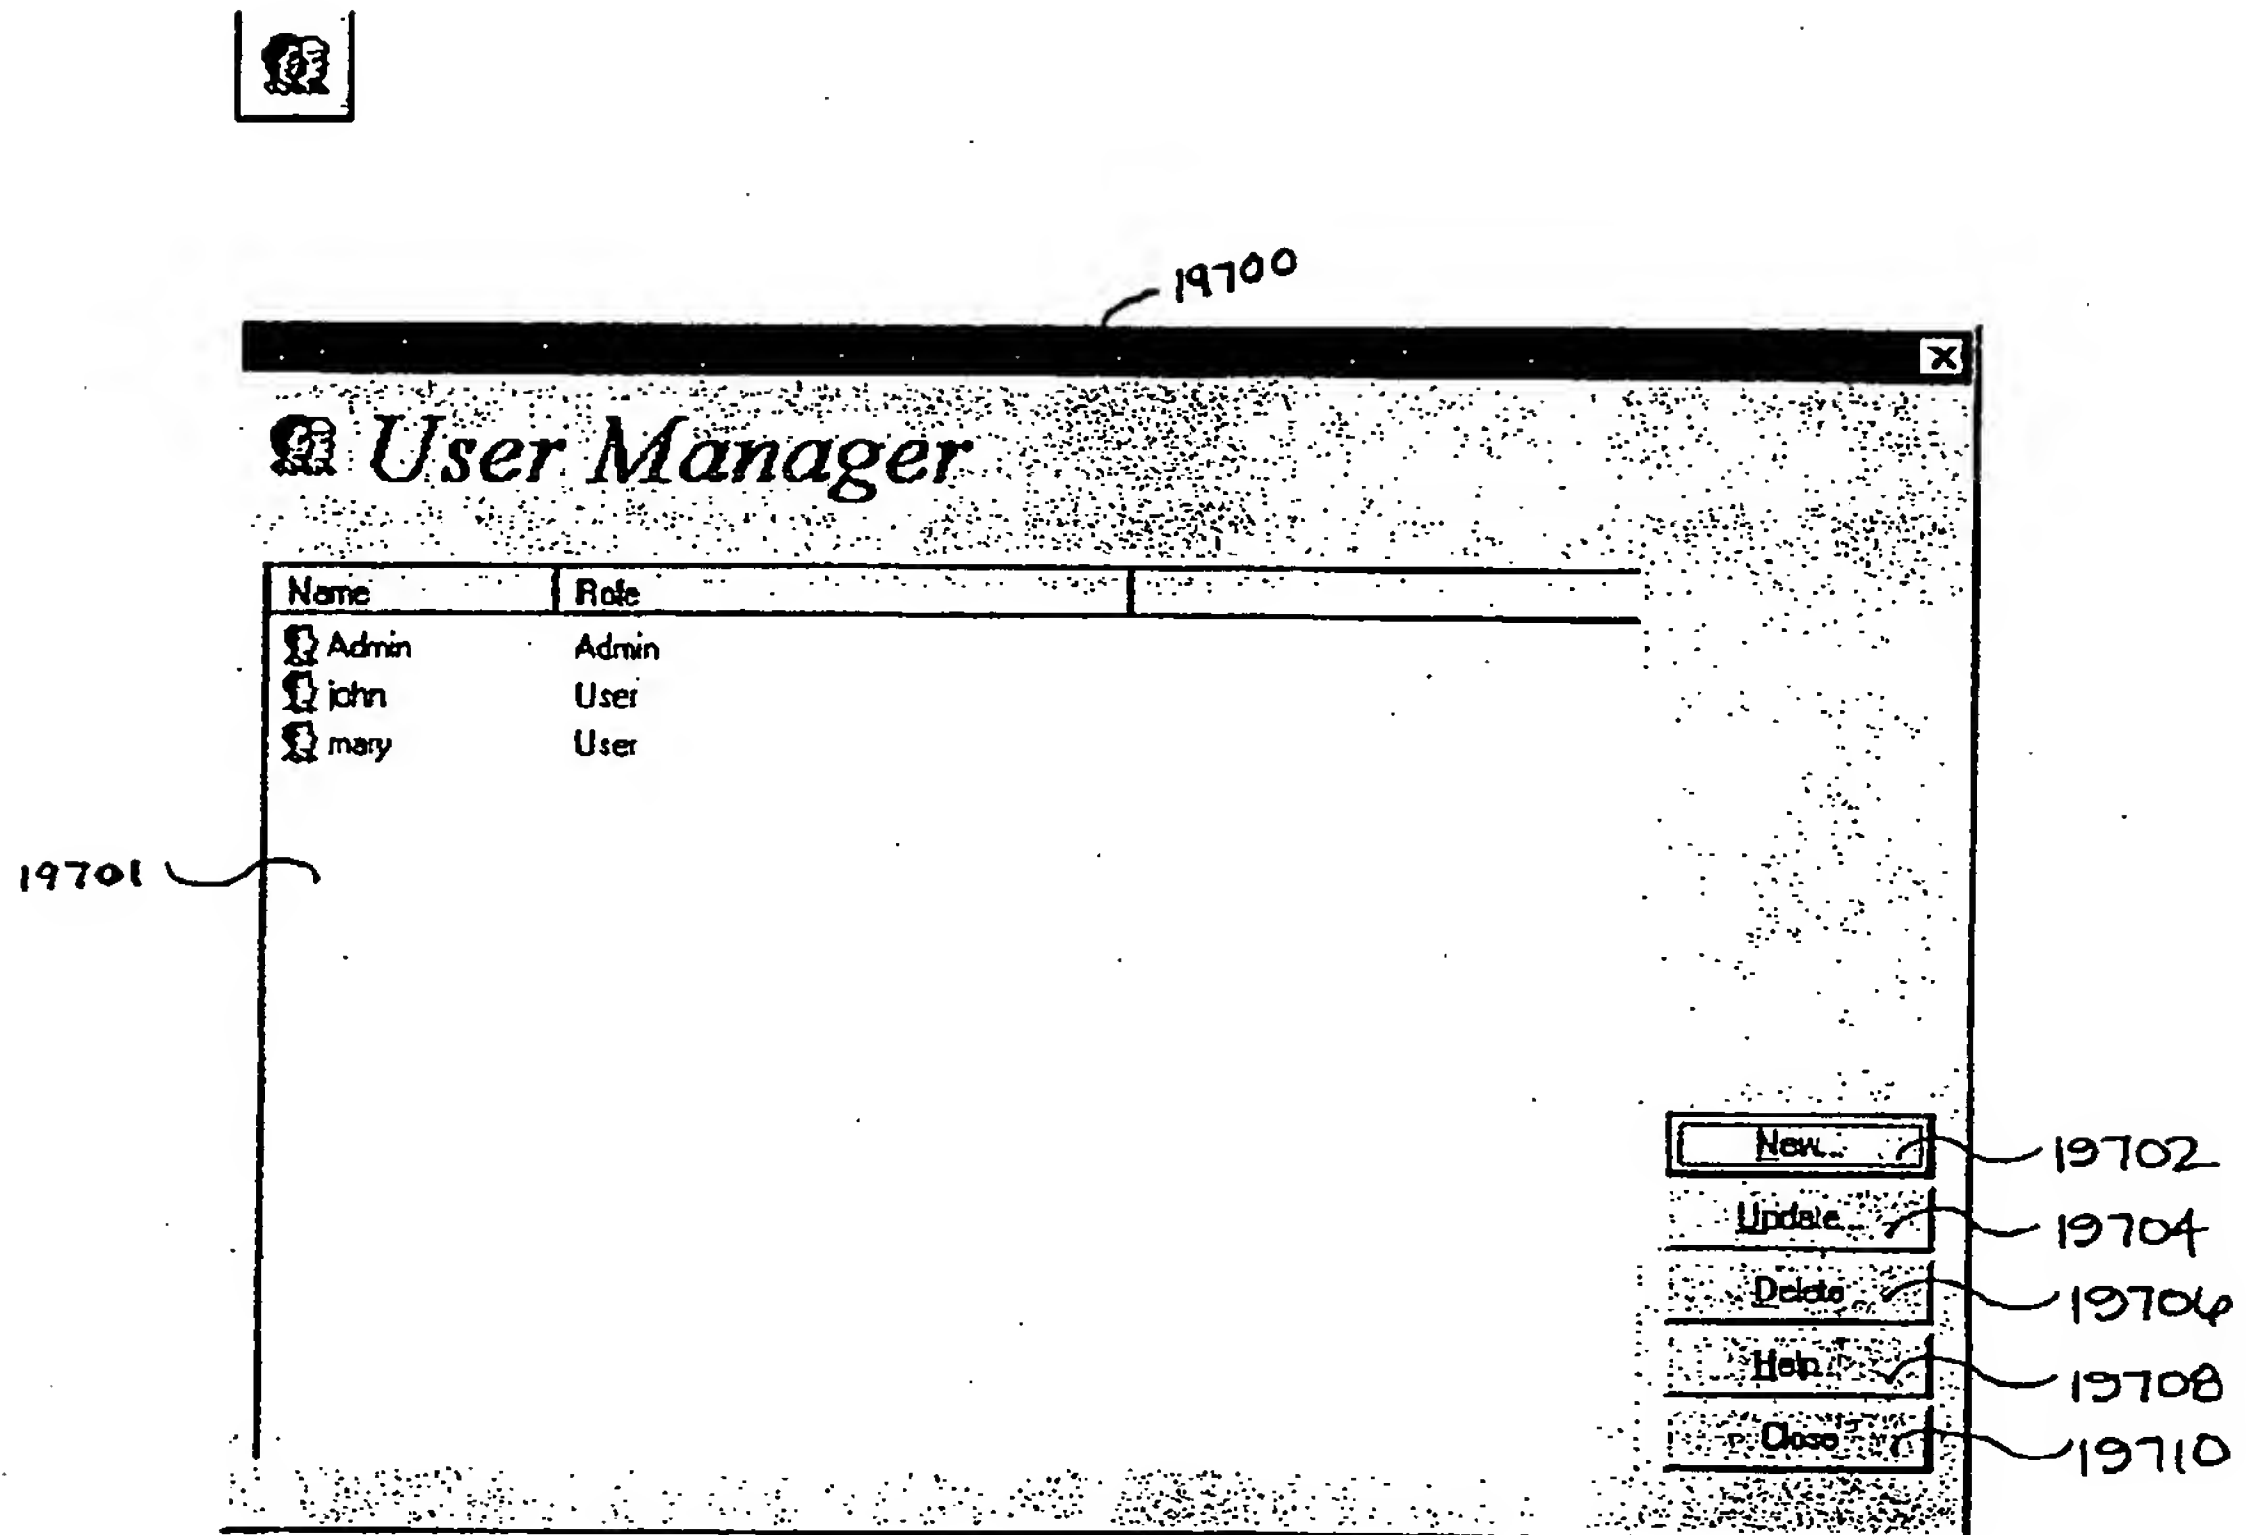 19700
X
User Manager
Name Role
Admin Admin
john User
mary User
19701
New... 19702
Update... 19704
Delete 19706
Help 19708
Close 19710